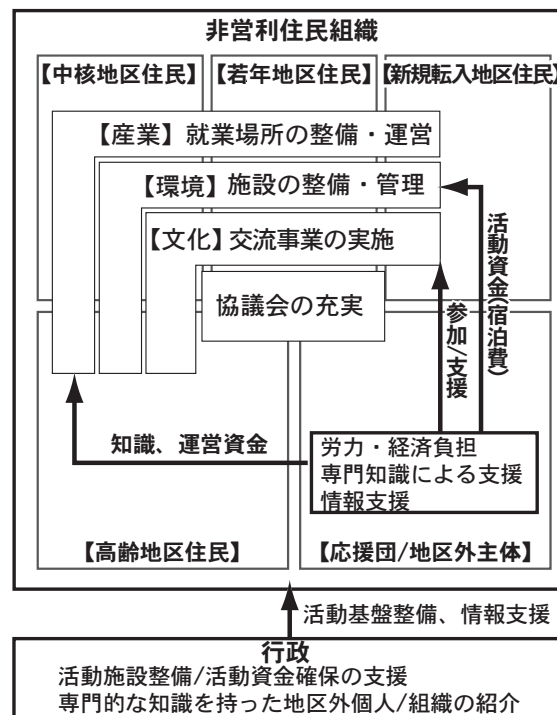 非営利住民組織
【中核地区住民】
【若年地区住民】
【新規転入地区住民】
【産業】就業場所の整備・運営
【環境】施設の整備・管理
【文化】交流事業の実施
協議会の充実
活動資金(宿泊費)
参加/支援
知識、運営資金
労力・経済負担
専門知識による支援
情報支援
【高齢地区住民】
【応援団/地区外主体】
活動基盤整備、情報支援
行政
活動施設整備/活動資金確保の支援
専門的な知識を持った地区外個人/組織の紹介